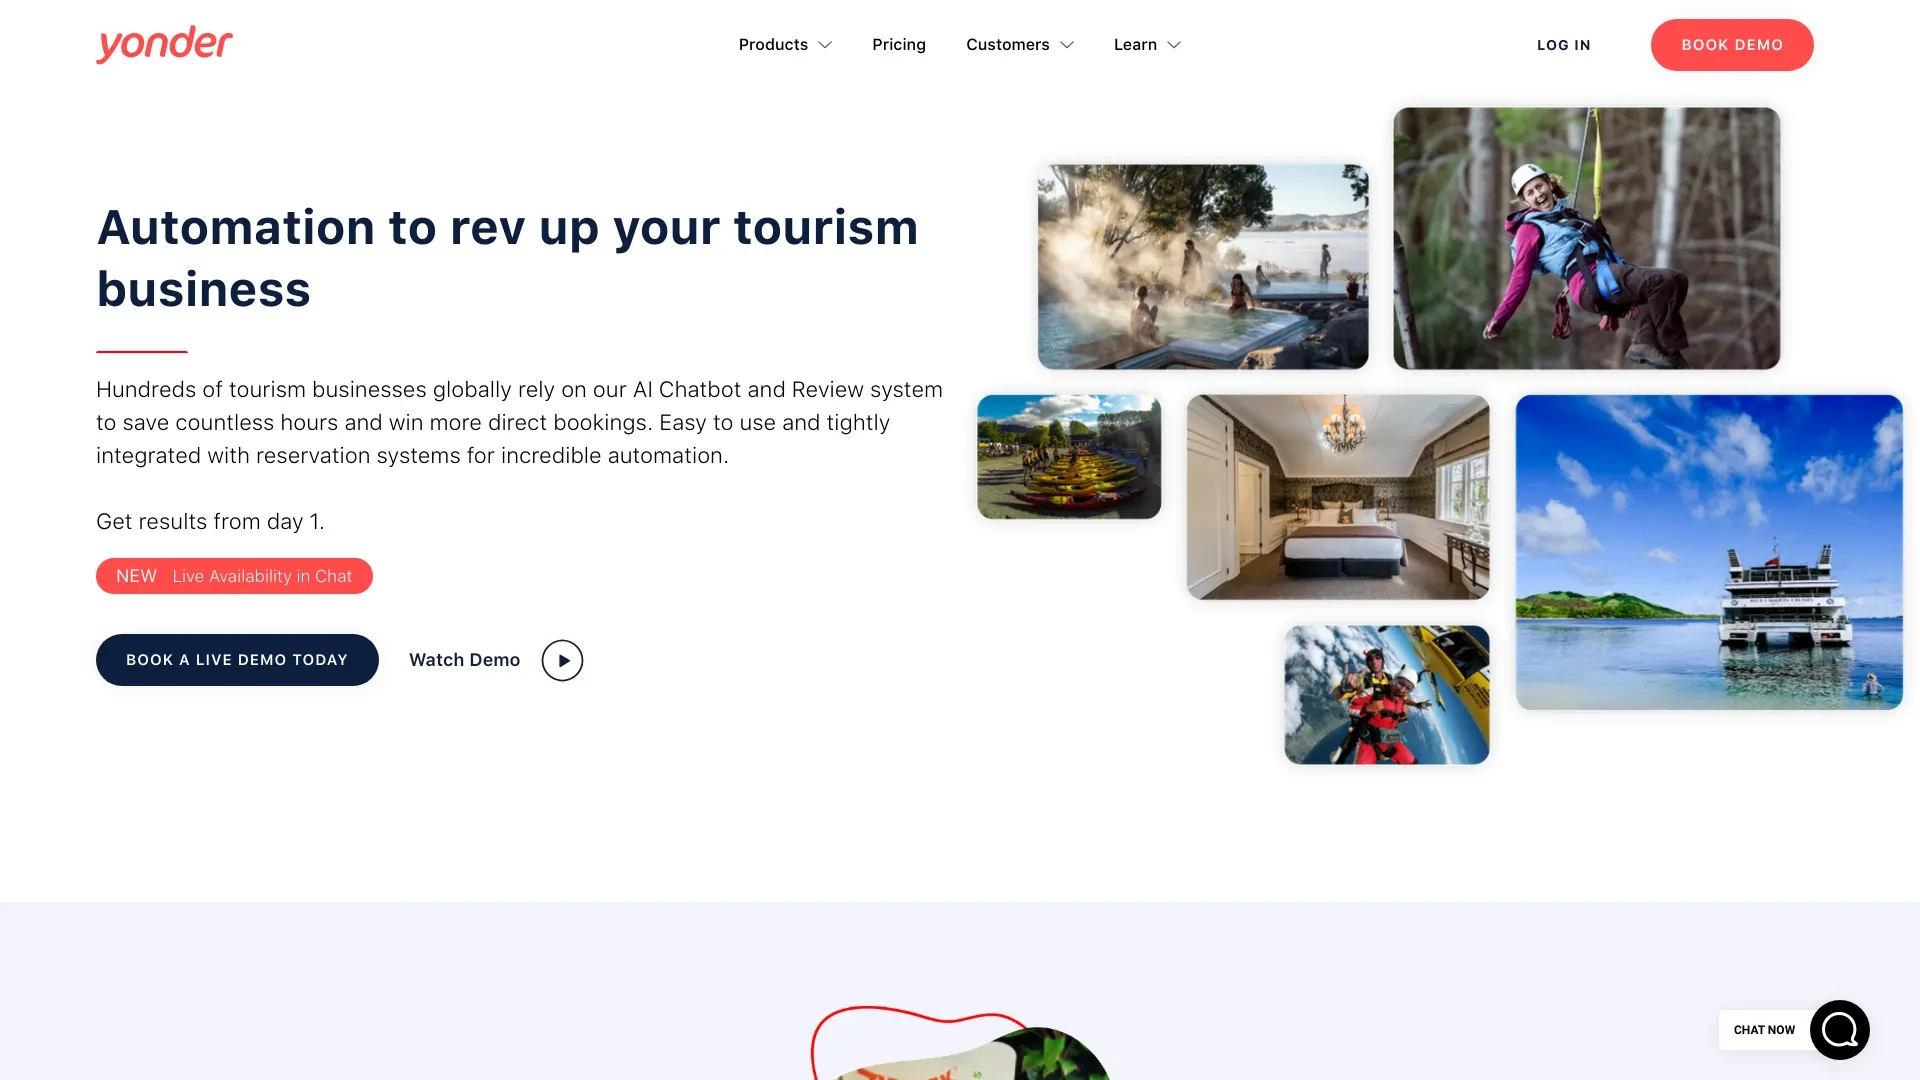 yonder
Products
Pricing
Customers
Learn
LOG IN
BOOK DEMO
Automation to rev up your tourism
business
Hundreds of tourism businesses globally rely on our AI Chatbot and Review system
to save countless hours and win more direct bookings. Easy to use and tightly
integrated with reservation systems for incredible automation.
Get results from day 1.
NEW Live Availability in Chat
BOOK A LIVE DEMO TODAY
Watch Demo
CHAT NOW